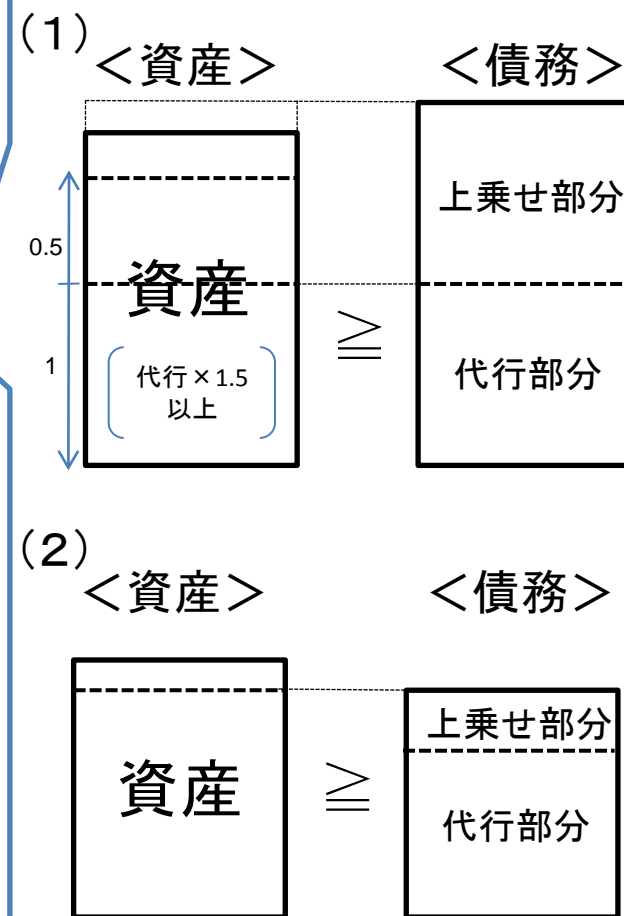 (1)
<資産> <債務>
上乗せ部分
0.5
資産
≧
1
代行×1.5
以上
代行部分
(2)
<資産> <債務>
上乗せ部分
資産 ≧
代行部分